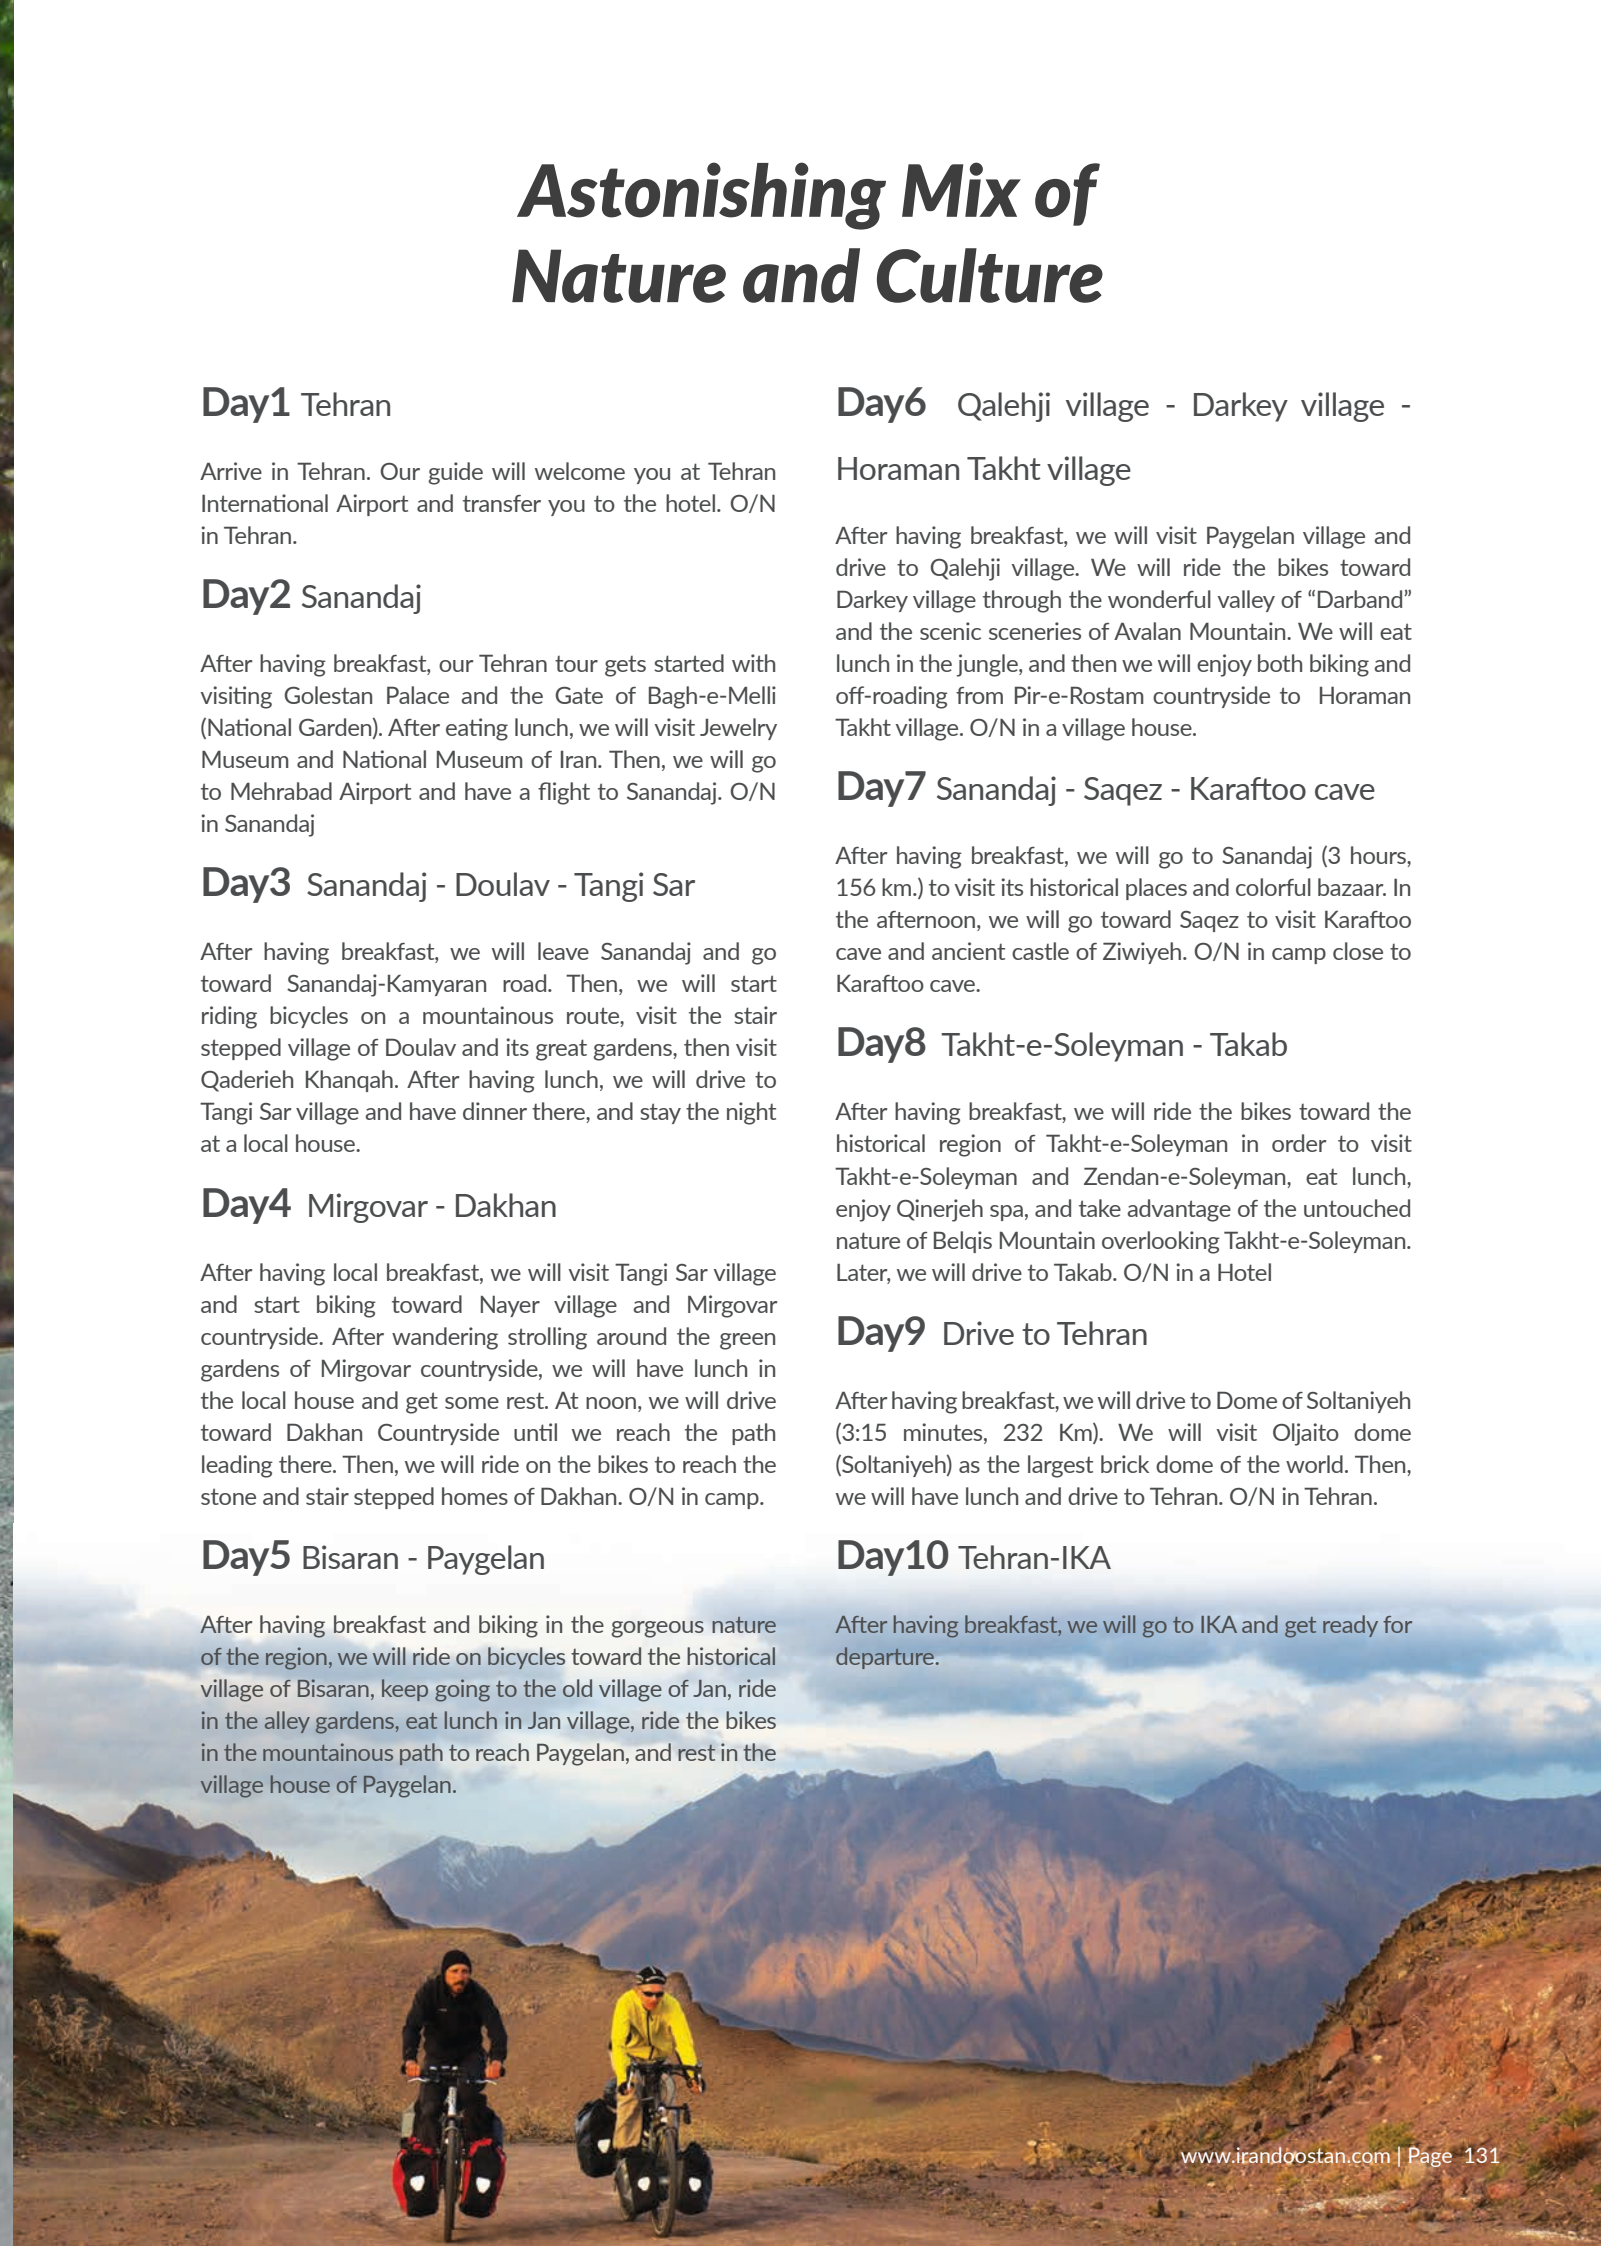 Astonishing Mix of
Nature and Culture
Day1 Tehran
Arrive in Tehran. Our guide will welcome you at Tehran
International Airport and transfer you to the hotel. O/N
in Tehran.
Day2 Sanandaj
After having breakfast, our Tehran tour gets started with
visiting Golestan Palace and the Gate of Bagh-e-Melli
(National Garden). After eating lunch, we will visit Jewelry
Museum and National Museum of Iran. Then, we will go
to Mehrabad Airport and have a flight to Sanandaj. O/N
in Sanandaj
Day3 Sanandaj - Doulav - Tangi Sar
After having breakfast, we will leave Sanandaj and go
toward Sanandaj-Kamyaran road. Then, we will start
riding bicycles on a mountainous route, visit the stair
stepped village of Doulav and its great gardens, then visit
Qaderieh Khanqah. After having lunch, we will drive to
Tangi Sar village and have dinner there, and stay the night
at a local house.
Day4 Mirgovar - Dakhan
After having local breakfast, we will visit Tangi Sar village
and start biking toward Nayer village and Mirgovar
countryside. After wandering strolling around the green
gardens of Mirgovar countryside, we will have lunch in
the local house and get some rest. At noon, we will drive
toward Dakhan Countryside until we reach the path
leading there. Then, we will ride on the bikes to reach the
stone and stair stepped homes of Dakhan. O/N in camp.
Day5 Bisaran - Paygelan
After having breakfast and biking in the gorgeous nature
of the region, we will ride on bicycles toward the historical
village of Bisaran, keep going to the old village of Jan, ride
in the alley gardens, eat lunch in Jan village, ride the bikes
in the mountainous path to reach Paygelan, and rest in the
village house of Paygelan.
Day6 Qalehji village - Darkey village -
Horaman Takht village
After having breakfast, we will visit Paygelan village and
drive to Qalehji village. We will ride the bikes toward
Darkey village through the wonderful valley of “Darband”
and the scenic sceneries of Avalan Mountain. We will eat
lunch in the jungle, and then we will enjoy both biking and
off-roading from Pir-e-Rostam countryside to Horaman
Takht village. O/N in a village house.
Day7 Sanandaj - Saqez - Karaftoo cave
After having breakfast, we will go to Sanandaj (3 hours,
156 km.) to visit its historical places and colorful bazaar. In
the afternoon, we will go toward Saqez to visit Karaftoo
cave and ancient castle of Ziwiyeh. O/N in camp close to
Karaftoo cave.
Day8 Takht-e-Soleyman - Takab
After having breakfast, we will ride the bikes toward the
historical region of Takht-e-Soleyman in order to visit
Takht-e-Soleyman and Zendan-e-Soleyman, eat lunch,
enjoy Qinerjeh spa, and take advantage of the untouched
nature of Belqis Mountain overlooking Takht-e-Soleyman.
Later, we will drive to Takab. O/N in a Hotel
Day9 Drive to Tehran
After having breakfast, we will drive to Dome of Soltaniyeh
(3:15 minutes, 232 Km). We will visit Oljaito dome
(Soltaniyeh) as the largest brick dome of the world. Then,
we will have lunch and drive to Tehran. O/N in Tehran.
Day10 Tehran-IKA
After having breakfast, we will go to IKA and get ready for
departure.
www.irandoostan.com | Page 131